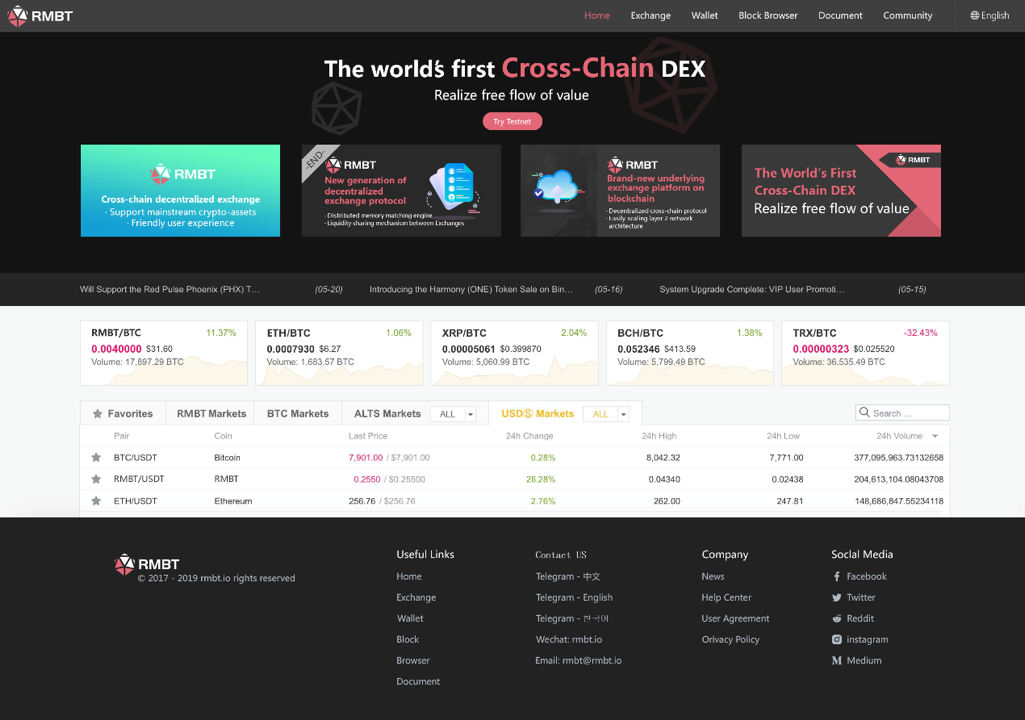 RMBT
Home Exchange Wallet Block Browser Document Community English
The world's first Cross-Chain DEX
Realize free flow of value
Try Testnet
RMBT
Cross-chain decentralized exchange
· Support mainstream crypto-assets
· Friendly user experience
-END-
RMBT
New generation of
decentralized
exchange protocol
· Distributed memory matching engine
· Liquidity sharing mechanism between Exchanges
RMBT
Brand-new underlying
exchange platform on
blockchain
· Decentralized cross-chain protocol
· Easily scaling layer 2 network
architecture
RMBT
The World's First
Cross-Chain DEX
Realize free flow of value
Will Support the Red Pulse Phoenix (PHX) T... (05-20) Introducing the Harmony (ONE) Token Sale on Bin... (05-16) System Upgrade Complete: VIP User Promoti... (05-15)
RMBT/BTC 11.37%
0.0040000 $31.60
Volume: 17,897.29 BTC
ETH/BTC 1.06%
0.0007930 $6.27
Volume: 1,683.57 BTC
XRP/BTC 2.04%
0.00005061 $0.399870
Volume: 5,060.99 BTC
BCH/BTC 1.38%
0.052346 $413.59
Volume: 5,799.49 BTC
TRX/BTC -32.43%
0.00000323 $0.025520
Volume: 36,535.49 BTC
Favorites RMBT Markets BTC Markets ALTS Markets ALL USDⓈ Markets ALL Search ...
Pair Coin Last Price 24h Change 24h High 24h Low 24h Volume
BTC/USDT Bitcoin 7,901.00 / $7,901.00 0.28% 8,042.32 7,771.00 377,095,963.73132658
RMBT/USDT RMBT 0.2550 / $0.25500 26.28% 0.04340 0.02438 204,613,104.08043708
ETH/USDT Ethereum 256.76 / $256.76 2.76% 262.00 247.81 148,686,847.55234118
RMBT
© 2017 - 2019 rmbt.io rights reserved
Useful Links
Home
Exchange
Wallet
Block
Browser
Document
Contact US
Telegram - 中文
Telegram - English
Telegram - 한국어
Wechat: rmbt.io
Email: rmbt@rmbt.io
Company
News
Help Center
User Agreement
Orivacy Policy
Soclal Media
Facebook
Twitter
Reddit
instagram
Medium